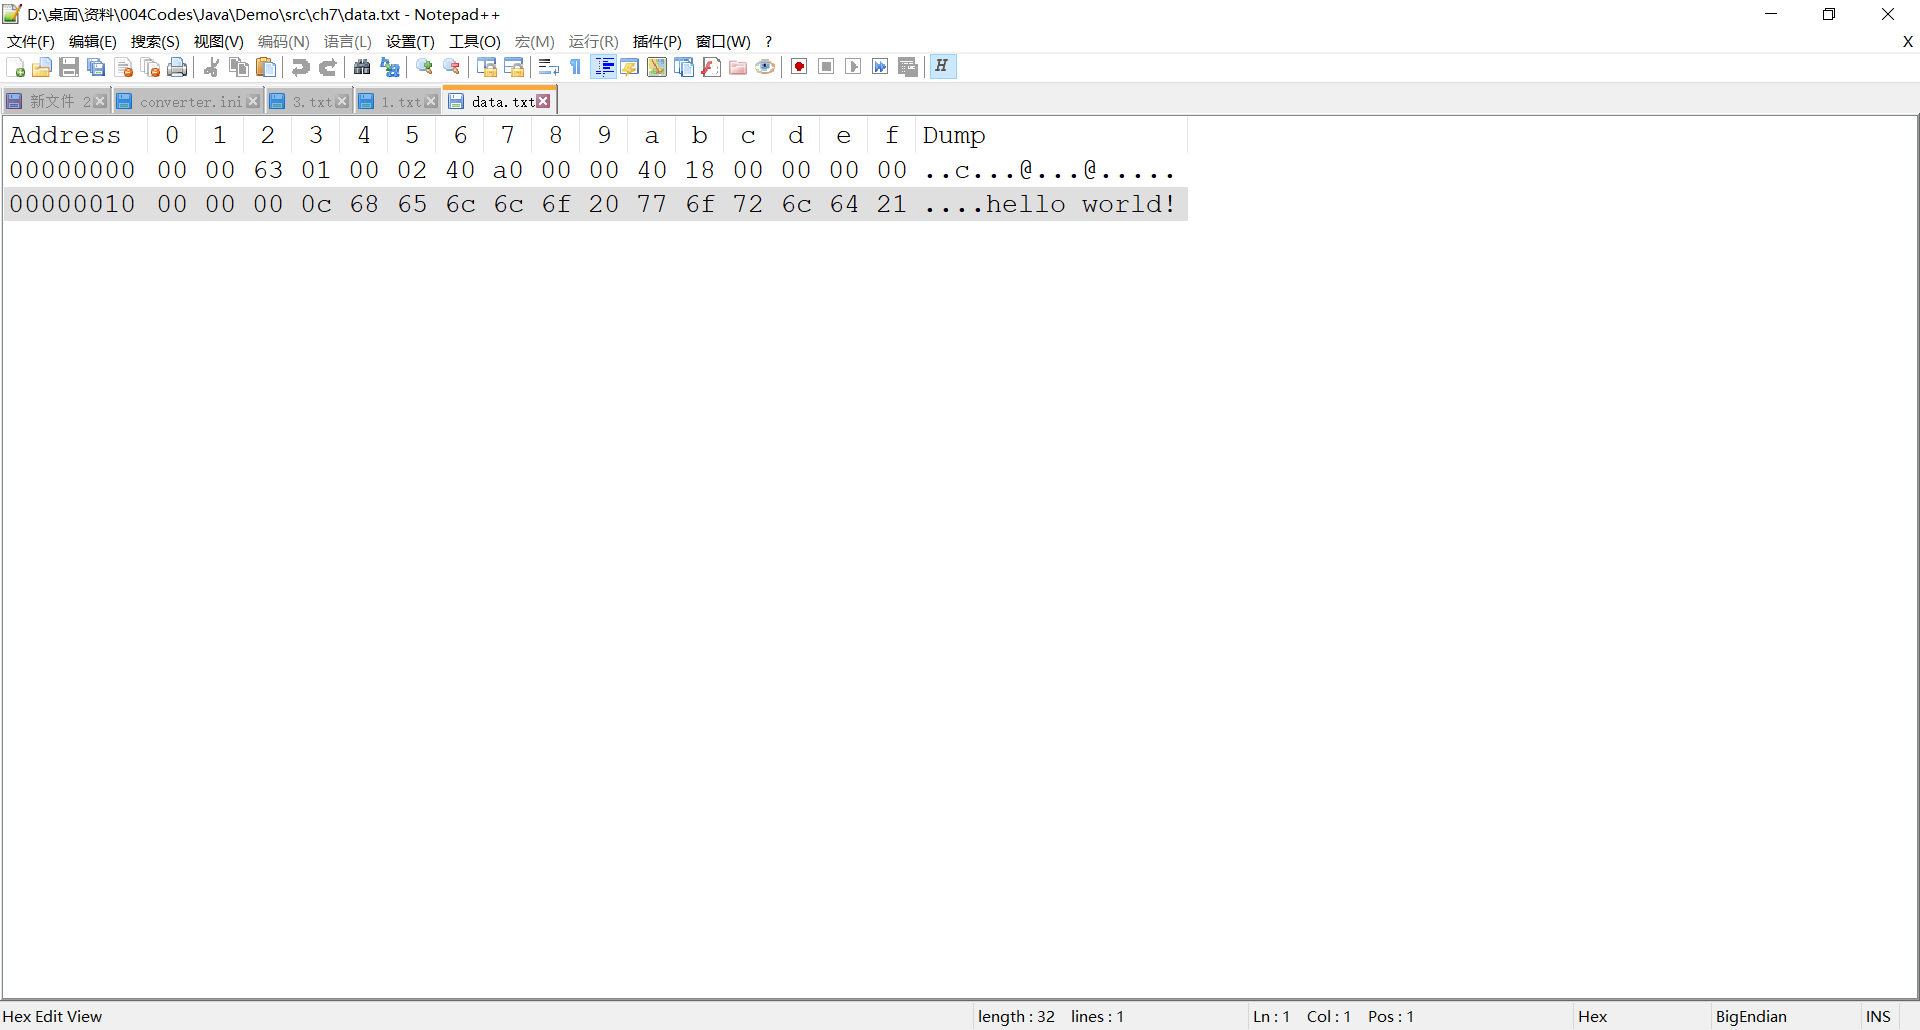 D:\桌面\资料\004Codes\Java\Demo\src\ch7\data.txt - Notepad++
文件(F) 编辑(E) 搜索(S) 视图(V) 编码(N) 语言(L) 设置(T) 工具(O) 宏(M) 运行(R) 插件(P) 窗口(W) ? X
H
新文件 2 converter.ini 3.txt 1.txt data.txt
Address 0 1 2 3 4 5 6 7 8 9 a b c d e f Dump
00000000 00 00 63 01 00 02 40 a0 00 00 40 18 00 00 00 00 ..c...@...@.....
00000010 00 00 00 0c 68 65 6c 6c 6f 20 77 6f 72 6c 64 21 ....hello world!
Hex Edit View length : 32 lines : 1 Ln : 1 Col : 1 Pos : 1 Hex BigEndian INS